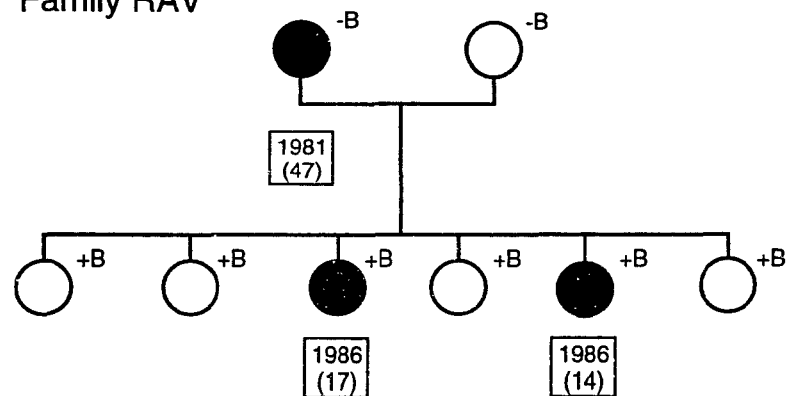 Family RAV
-B
-B
1981
(47)
+B
+B
+B
+B
+B
+B
1986
(17)
1986
(14)